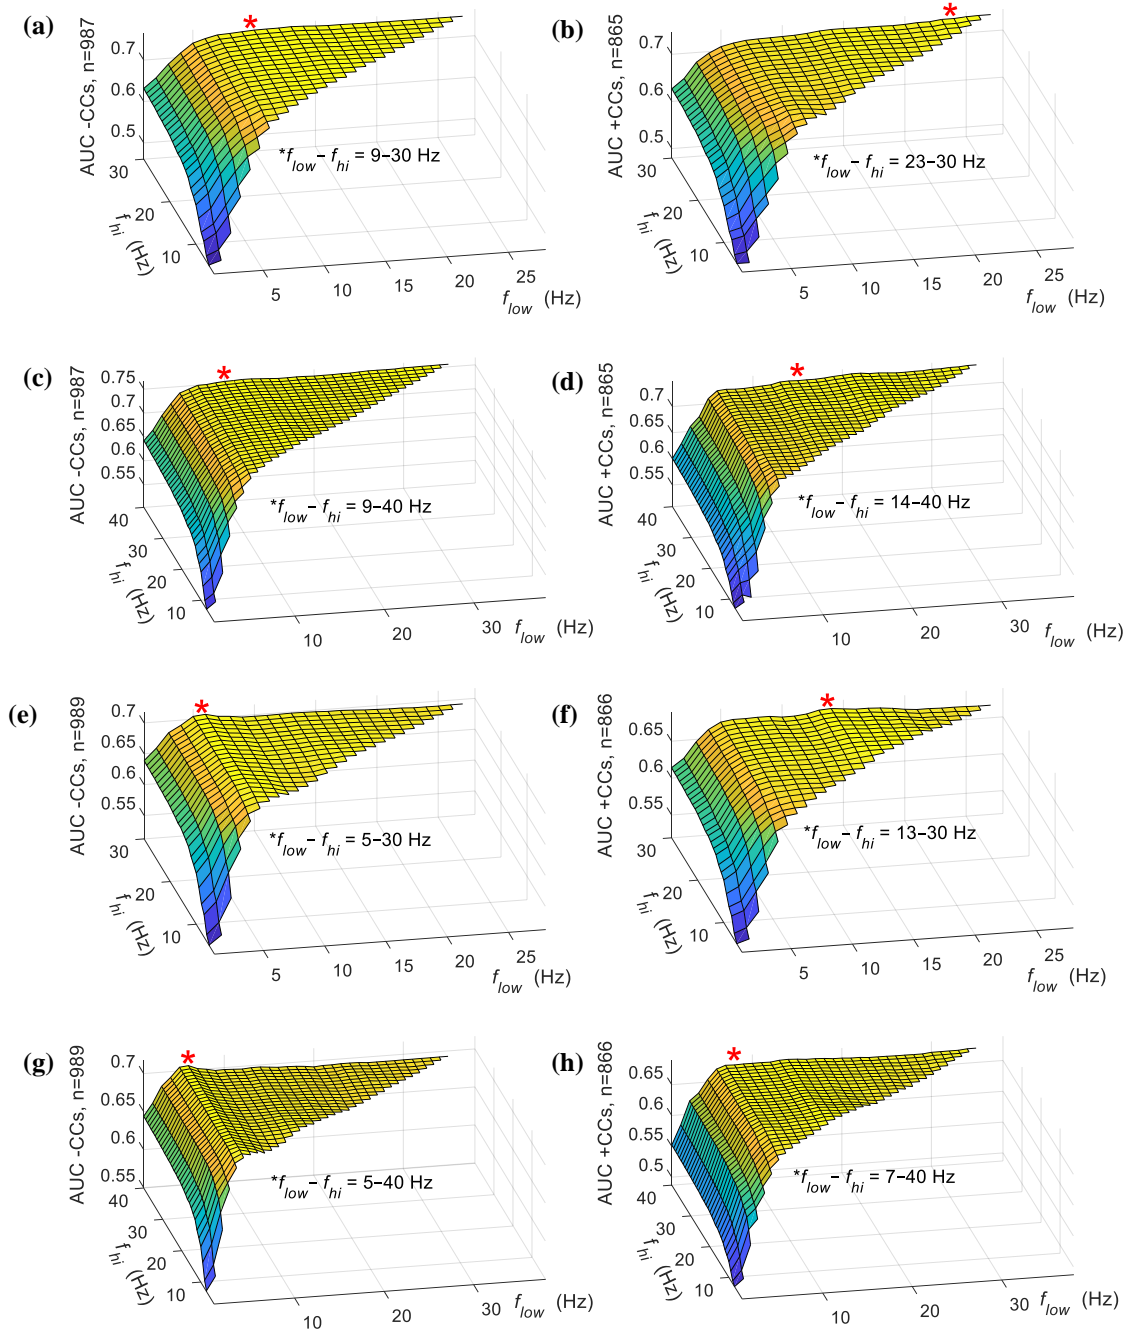 (a)
AUC -CCs, n=987
0.7
0.6
0.5
30
20
10
f_hi (Hz)
*
*f_low– f_hi = 9–30 Hz
5
10
15
20
25
f_low (Hz)
(b)
AUC +CCs, n=865
0.7
0.6
0.5
30
20
10
f_hi (Hz)
*
*f_low– f_hi = 23–30 Hz
5
10
15
20
25
f_low (Hz)
(c)
AUC -CCs, n=987
0.75
0.7
0.65
0.6
0.55
40
30
20
10
f_hi (Hz)
*
*f_low– f_hi = 9–40 Hz
10
20
30
f_low (Hz)
(d)
AUC +CCs, n=865
0.7
0.65
0.6
0.55
40
30
20
10
f_hi (Hz)
*
*f_low– f_hi = 14–40 Hz
10
20
30
f_low (Hz)
(e)
AUC -CCs, n=989
0.7
0.65
0.6
0.55
30
20
10
f_hi (Hz)
*
*f_low– f_hi = 5–30 Hz
5
10
15
20
25
f_low (Hz)
(f)
AUC +CCs, n=866
0.65
0.6
0.55
30
20
10
f_hi (Hz)
*
*f_low– f_hi = 13–30 Hz
5
10
15
20
25
f_low (Hz)
(g)
AUC -CCs, n=989
0.7
0.65
0.6
0.55
40
30
20
10
f_hi (Hz)
*
*f_low– f_hi = 5–40 Hz
10
20
30
f_low (Hz)
(h)
AUC +CCs, n=866
0.65
0.6
0.55
0.5
40
30
20
10
f_hi (Hz)
*
*f_low– f_hi = 7–40 Hz
10
20
30
f_low (Hz)